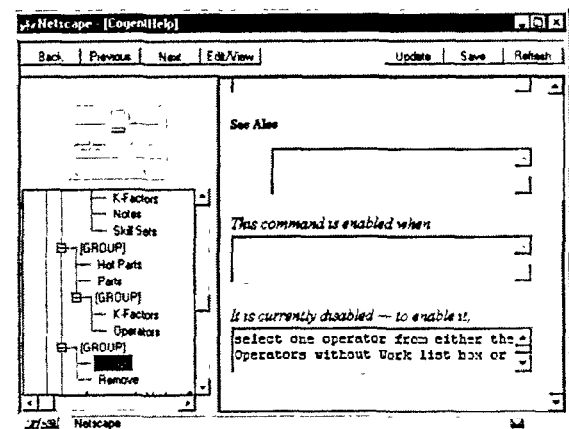 Netscape - [CogentHelp]
Back Previous Next Edit/View Update Save Refresh
See Also
K-Factors
Notes
Skill Sets
[GROUP]
Hot Parts
Parts
[GROUP]
K-Factors
Operators
[GROUP]
Remove
This command is enabled when
It is currently disabled — to enable it,
select one operator from either the
Operators without Work list box or
Netscape